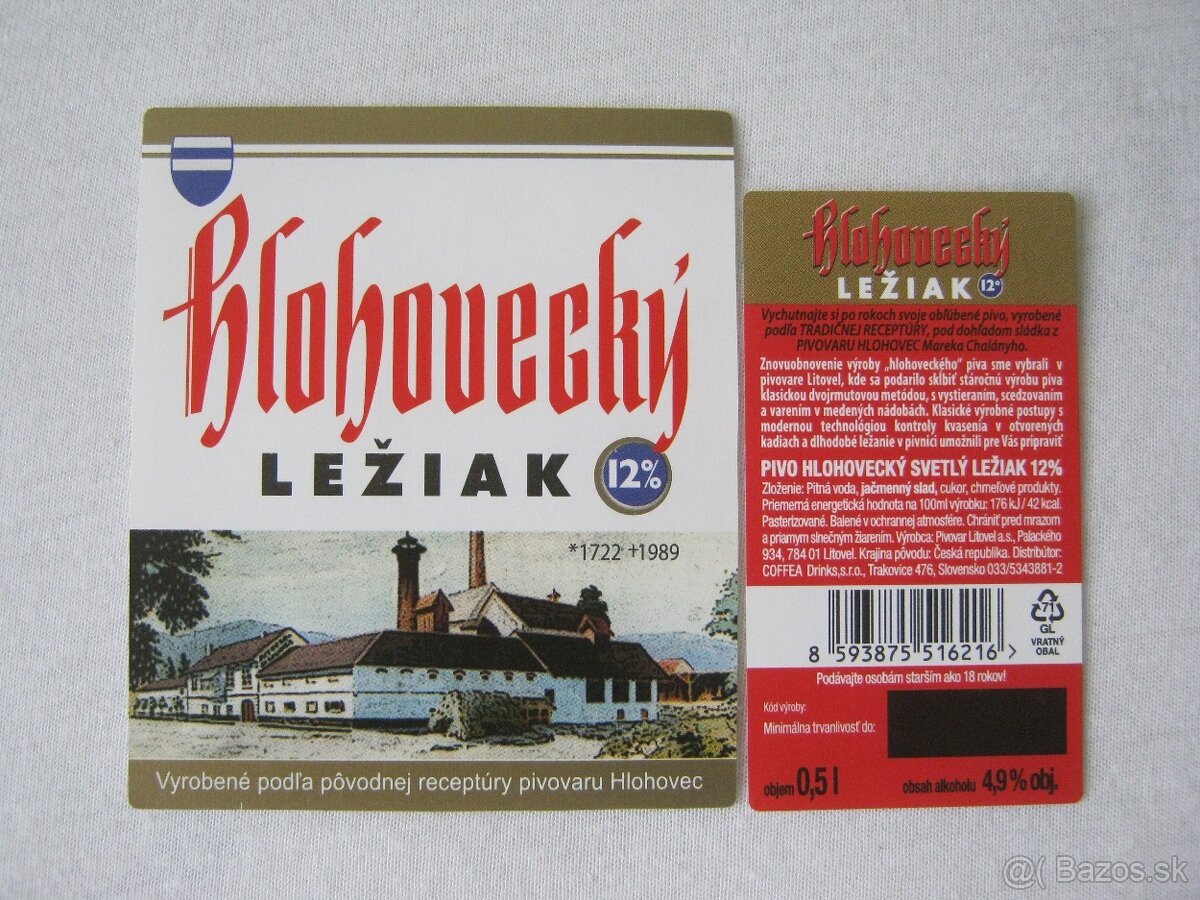 Hlohovecký
LEŽIAK 12%
*1722 +1989
Vyrobené podľa pôvodnej receptúry pivovaru Hlohovec
Hlohovecký
LEŽIAK 12°
Vychutnajte si po rokoch svoje obľúbené pivo, vyrobené
podľa TRADIČNEJ RECEPTÚRY, pod dohľadom sládka z
PIVOVARU HLOHOVEC Mareka Chalányho.
Znovuobnovenie výroby „hlohoveckého“ piva sme vybrali v
pivovare Litovel, kde sa podarilo skĺbiť stáročnú výrobu piva
klasickou dvojrmutovou metódou, s vystieraním, scedzovaním
a varením v medených nádobách. Klasické výrobné postupy s
modernou technológiou kontroly kvasenia v otvorených
kadiach a dlhodobé ležanie v pivnici umožnili pre Vás pripraviť
PIVO HLOHOVECKÝ SVETLÝ LEŽIAK 12%
Zloženie: Pitná voda, jačmenný slad, cukor, chmeľové produkty.
Priemerná energetická hodnota na 100ml výrobku: 176 kJ / 42 kcal.
Pasterizované. Balené v ochrannej atmosfére. Chrániť pred mrazom
a priamym slnečným žiarením. Výrobca: Pivovar Litovel a.s., Palackého
934, 784 01 Litovel. Krajina pôvodu: Česká republika. Distribútor:
COFFEA Drinks,s.r.o., Trakovice 476, Slovensko 033/5343881-2
71
GL
VRATNÝ
OBAL
8 593875 516216 >
Podávajte osobám starším ako 18 rokov!
Kód výroby:
Minimálna trvanlivosť do:
objem 0,5 l obsah alkoholu 4,9 % obj.
@( Bazos.sk